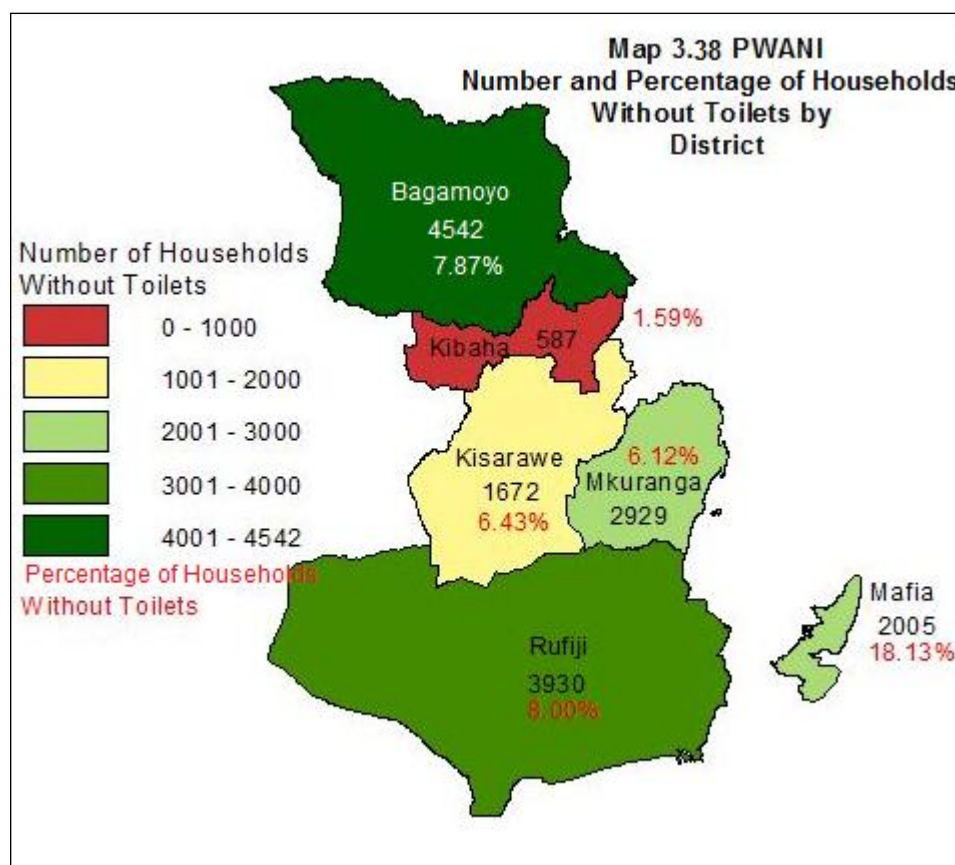 Map 3.38 PWANI
Number and Percentage of Households
Without Toilets by
District
Bagamoyo
4542
7.87%
Number of Households
Without Toilets
0 - 1000
1001 - 2000
2001 - 3000
3001 - 4000
4001 - 4542
Percentage of Households
Without Toilets
1.59%
Kibaha 587
Kisarawe
1672
6.43%
6.12%
Mkuranga
2929
Mafia
2005
18.13%
Rufiji
3930
8.00%